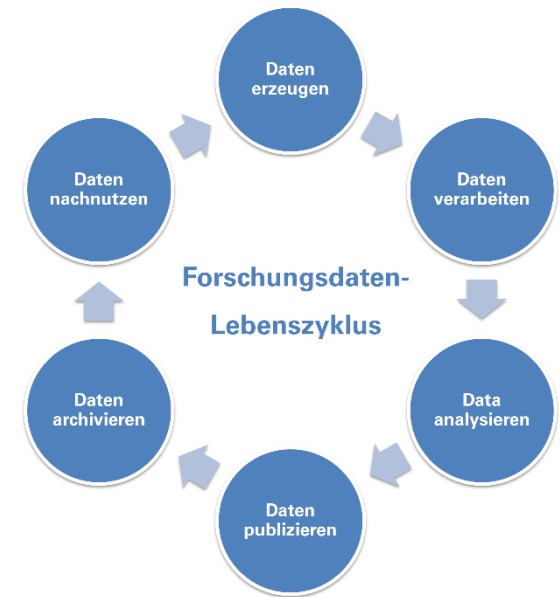 Daten
erzeugen
Daten
verarbeiten
Data
analysieren
Daten
publizieren
Daten
archivieren
Daten
nachnutzen
Forschungsdaten-
Lebenszyklus